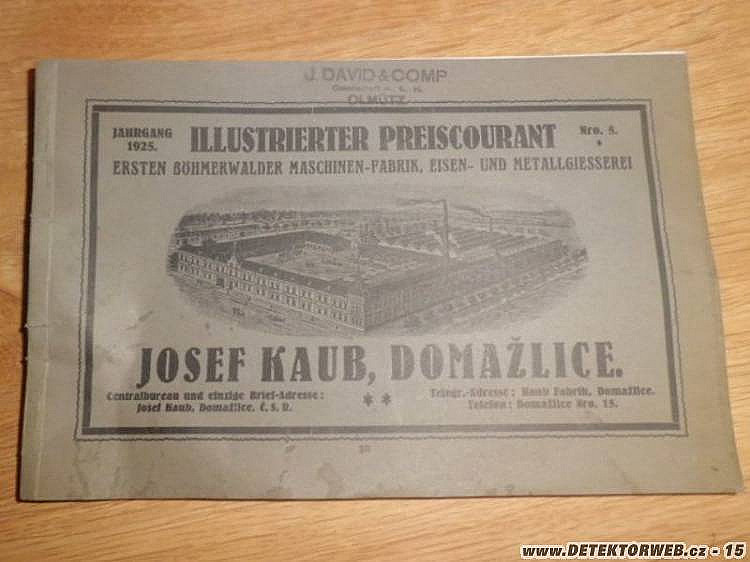 J. DAVID & COMP
OLMÜTZ
JAHRGANG 1925.
ILLUSTRIERTER PREISCOURANT
Nro. 5.
ERSTEN BÖHMERWALDER MASCHINEN-FABRIK, EISEN- UND METALLGIESSEREI
JOSEF KAUB, DOMAŽLICE.
Centralbureau und einzige Brief-Adresse:
Josef Kaub, Domažlice, Č. S. R.
Telegr.-Adresse: Kaub Fabrik, Domažlice.
Telefon: Domažlice Nro. 15.
www.DETEKTORWEB.cz - 15